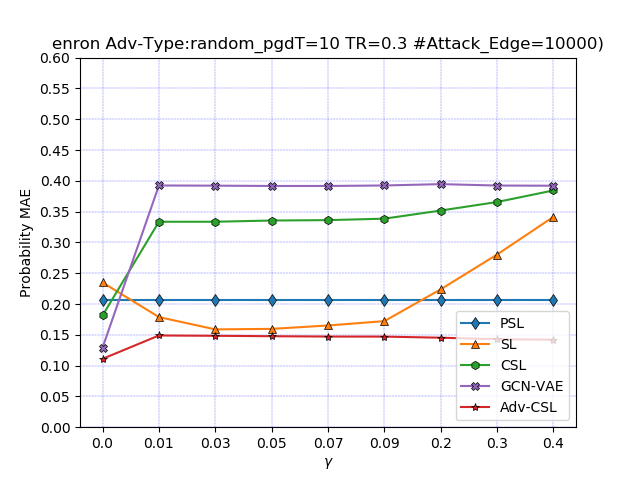 enron Adv-Type:random_pgdT=10 TR=0.3 #Attack_Edge=10000)
0.60
0.55
0.50
0.45
0.40
0.35
0.30
0.25
0.20
0.15
0.10
0.05
0.00
Probability MAE
PSL
SL
CSL
GCN-VAE
Adv-CSL
0.0 0.01 0.03 0.05 0.07 0.09 0.2 0.3 0.4
γ